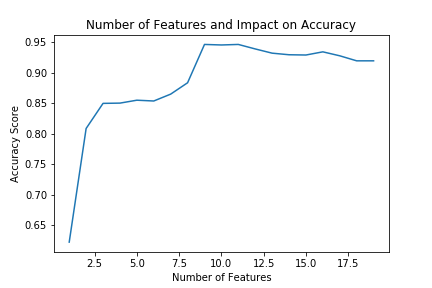 Number of Features and Impact on Accuracy
0.95
0.90
0.85
0.80
0.75
0.70
0.65
Accuracy Score
2.5 5.0 7.5 10.0 12.5 15.0 17.5
Number of Features